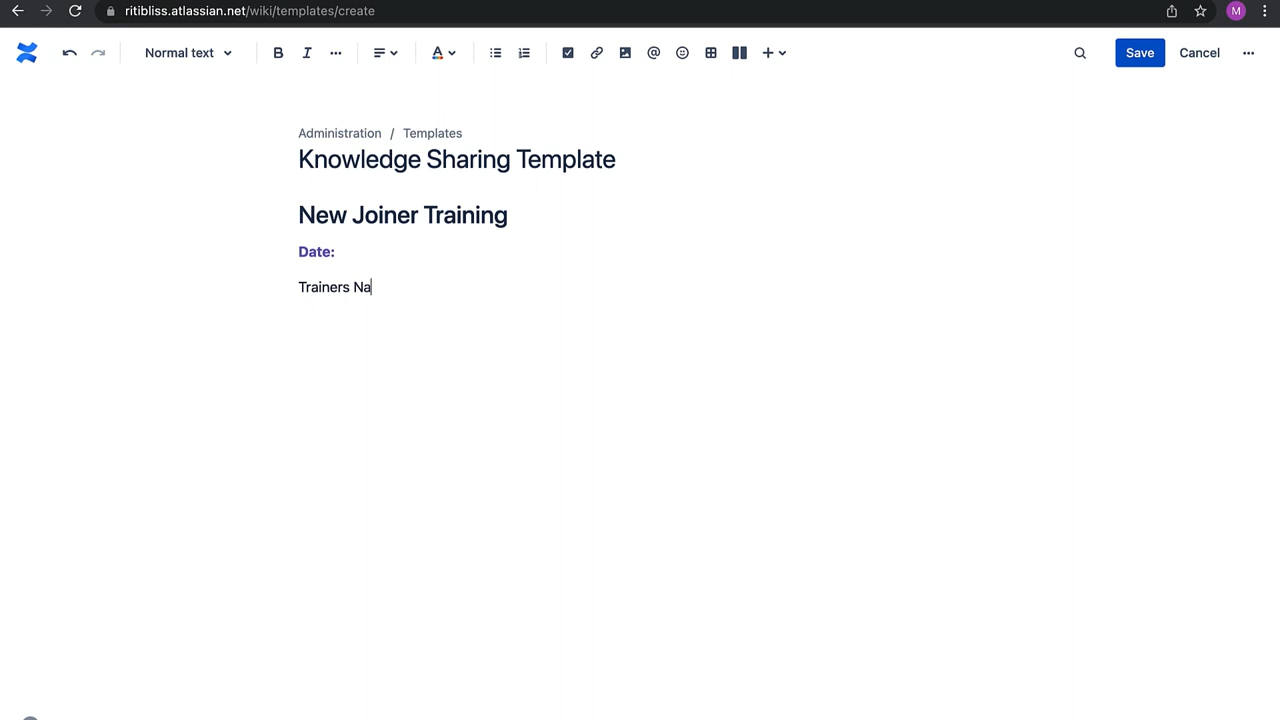 ritibliss.atlassian.net/wiki/templates/create
M
Normal text
B
I
A
Save
Cancel
Administration / Templates
Knowledge Sharing Template
New Joiner Training
Date:
Trainers Na